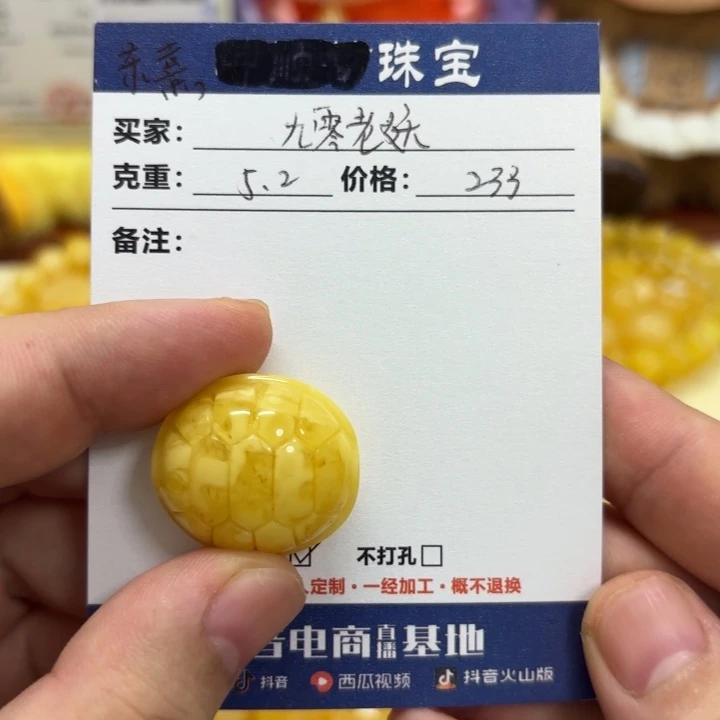 珠宝
买家：九零老妖
克重：5.2 价格：233
备注：
不打孔
人定制·一经加工·概不退换
电商直播基地
抖音 西瓜视频 抖音火山版